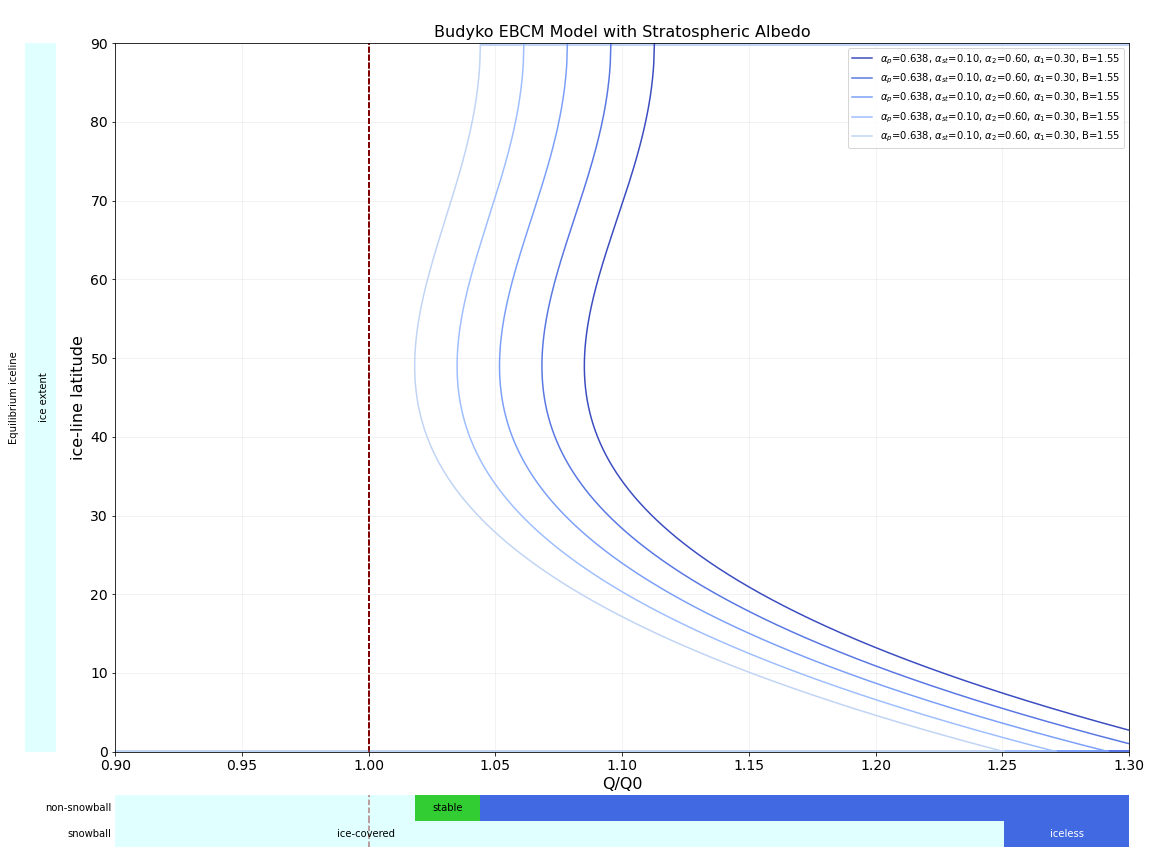 Budyko EBCM Model with Stratospheric Albedo
αp=0.638, αst=0.10, α2=0.60, α1=0.30, B=1.55
αp=0.638, αst=0.10, α2=0.60, α1=0.30, B=1.55
αp=0.638, αst=0.10, α2=0.60, α1=0.30, B=1.55
αp=0.638, αst=0.10, α2=0.60, α1=0.30, B=1.55
αp=0.638, αst=0.10, α2=0.60, α1=0.30, B=1.55
Equilibrium iceline
ice extent
ice-line latitude
90
80
70
60
50
40
30
20
10
0
0.90 0.95 1.00 1.05 1.10 1.15 1.20 1.25 1.30
Q/Q0
non-snowball stable
snowball ice-covered iceless